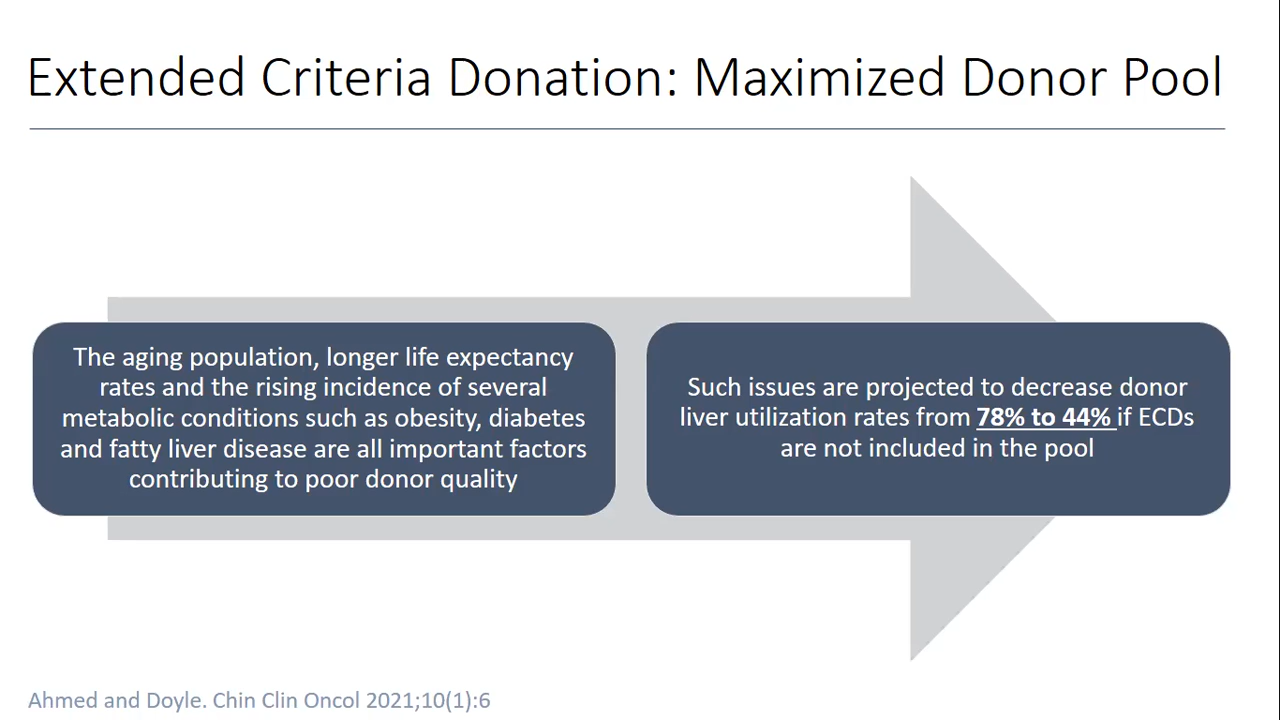 Extended Criteria Donation: Maximized Donor Pool
The aging population, longer life expectancy
rates and the rising incidence of several
metabolic conditions such as obesity, diabetes
and fatty liver disease are all important factors
contributing to poor donor quality
Such issues are projected to decrease donor
liver utilization rates from 78% to 44% if ECDs
are not included in the pool
Ahmed and Doyle. Chin Clin Oncol 2021;10(1):6